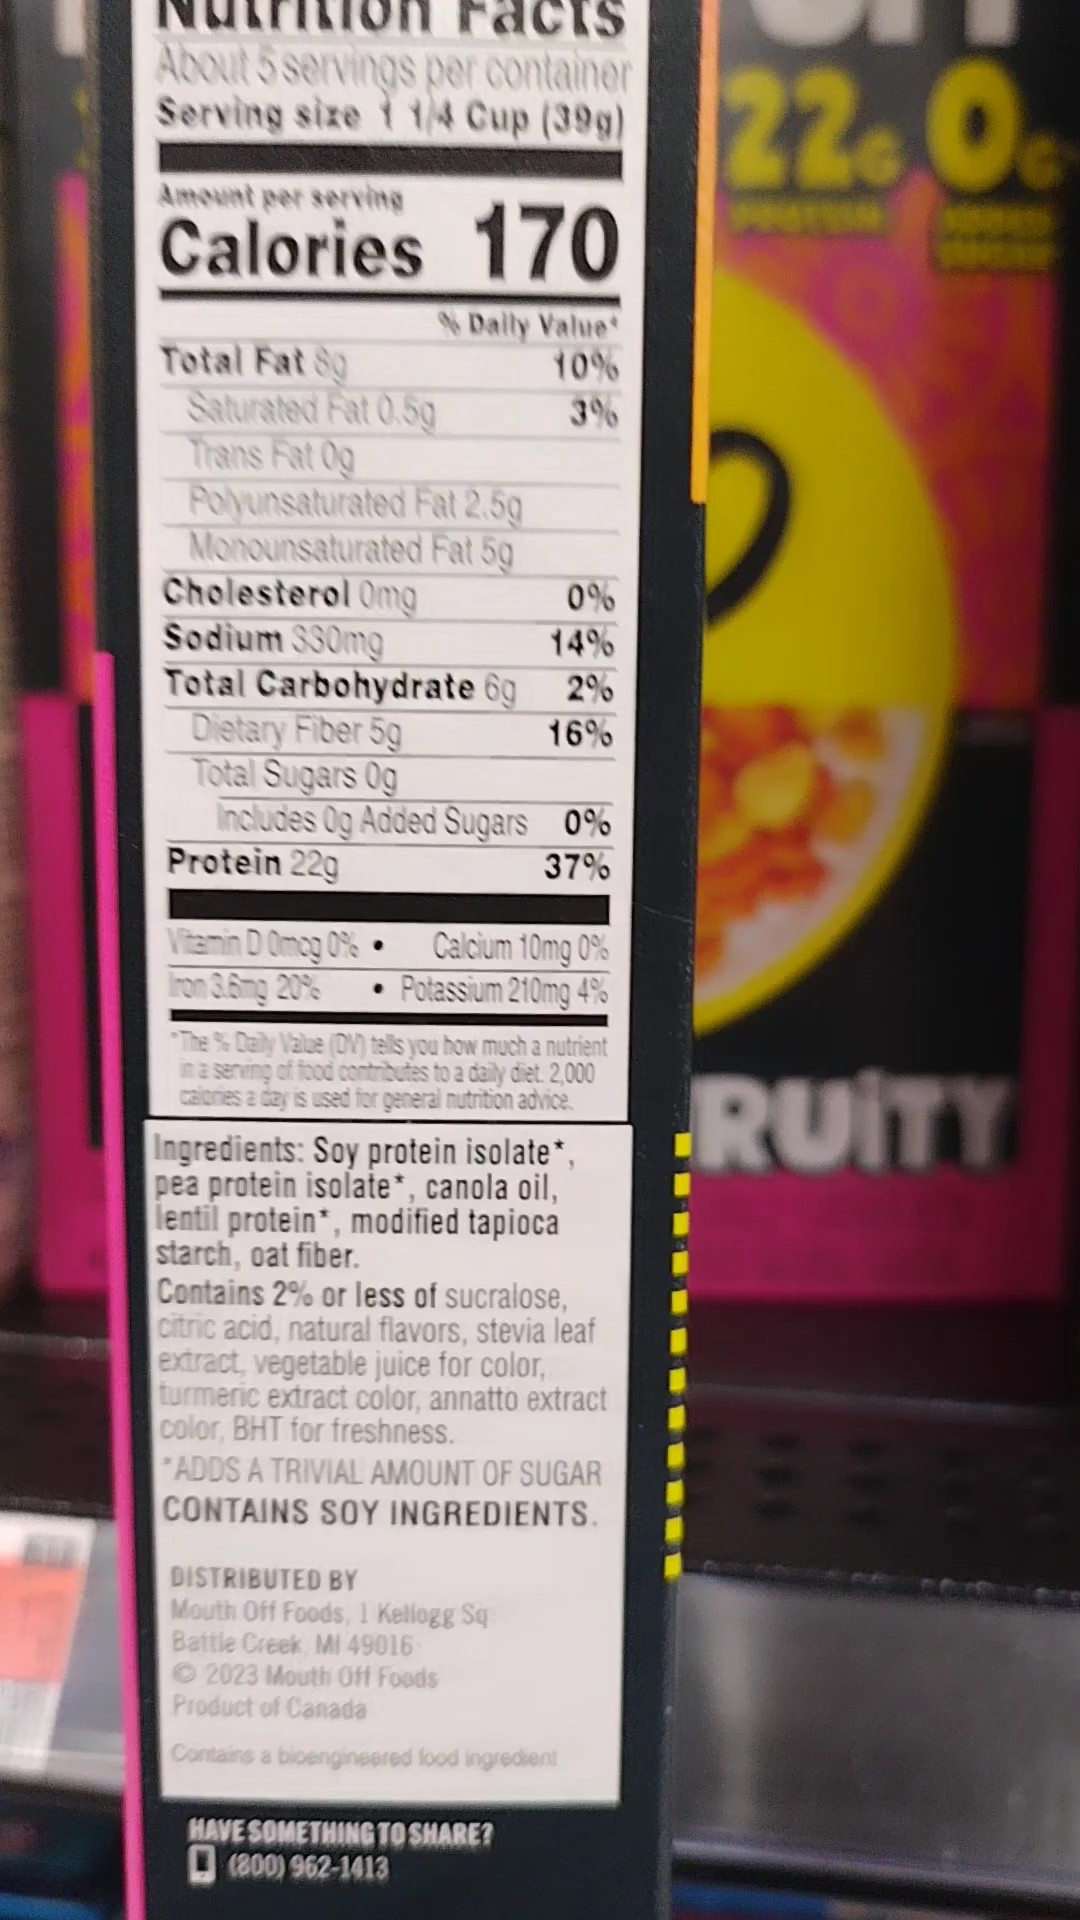 Nutrition Facts
About 5 servings per container
Serving size 1 1/4 Cup (39g)
Amount per serving
Calories 170
% Daily Value*
Total Fat 8g 10%
Saturated Fat 0.5g 3%
Trans Fat 0g
Polyunsaturated Fat 2.5g
Monounsaturated Fat 5g
Cholesterol 0mg 0%
Sodium 330mg 14%
Total Carbohydrate 6g 2%
Dietary Fiber 5g 16%
Total Sugars 0g
Includes 0g Added Sugars 0%
Protein 22g 37%
Vitamin D 0mcg 0% • Calcium 10mg 0%
Iron 3.6mg 20% • Potassium 210mg 4%
*The % Daily Value (DV) tells you how much a nutrient
in a serving of food contributes to a daily diet. 2,000
calories a day is used for general nutrition advice.
Ingredients: Soy protein isolate*,
pea protein isolate*, canola oil,
lentil protein*, modified tapioca
starch, oat fiber.
Contains 2% or less of sucralose,
citric acid, natural flavors, stevia leaf
extract, vegetable juice for color,
turmeric extract color, annatto extract
color, BHT for freshness.
*ADDS A TRIVIAL AMOUNT OF SUGAR
CONTAINS SOY INGREDIENTS.
DISTRIBUTED BY
Mouth Off Foods, 1 Kellogg Sq
Battle Creek, MI 49016
© 2023 Mouth Off Foods
Product of Canada
Contains a bioengineered food ingredient
HAVE SOMETHING TO SHARE?
(800) 962-1413
22G 0G
PROTEIN
RUiTY